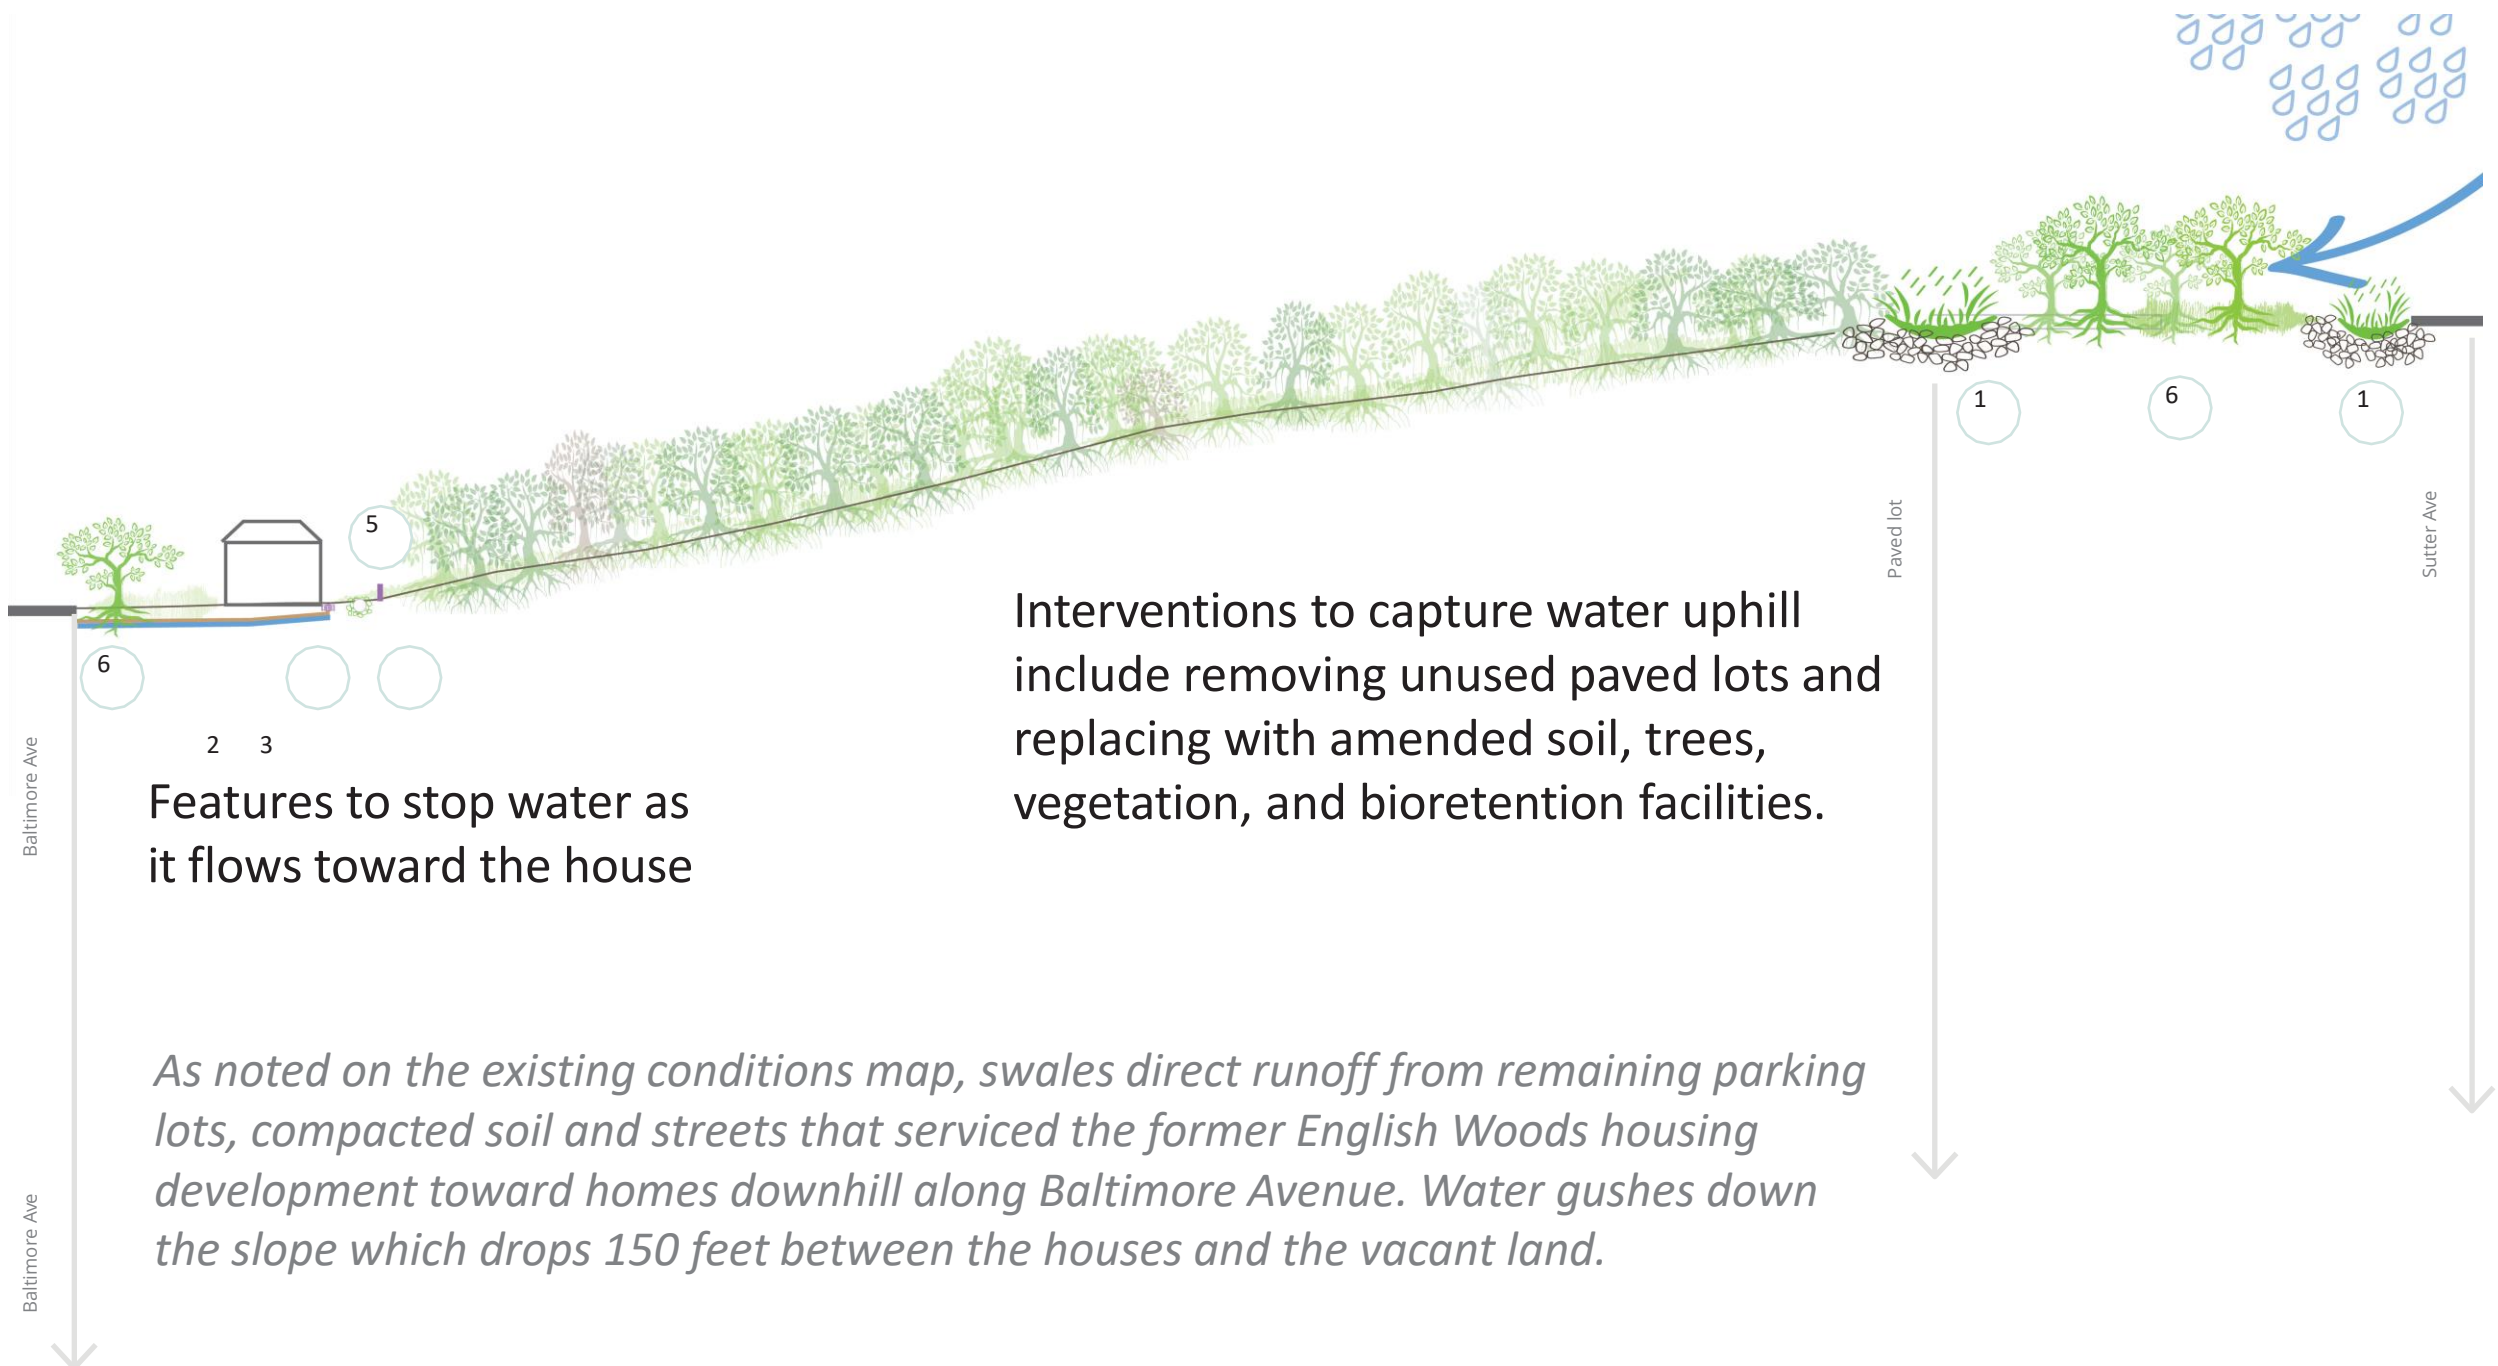 1
6
1
Paved lot
Sutter Ave
5
6
2 3
Baltimore Ave
Features to stop water as
it flows toward the house
Interventions to capture water uphill
include removing unused paved lots and
replacing with amended soil, trees,
vegetation, and bioretention facilities.
As noted on the existing conditions map, swales direct runoff from remaining parking
lots, compacted soil and streets that serviced the former English Woods housing
development toward homes downhill along Baltimore Avenue. Water gushes down
the slope which drops 150 feet between the houses and the vacant land.
Baltimore Ave